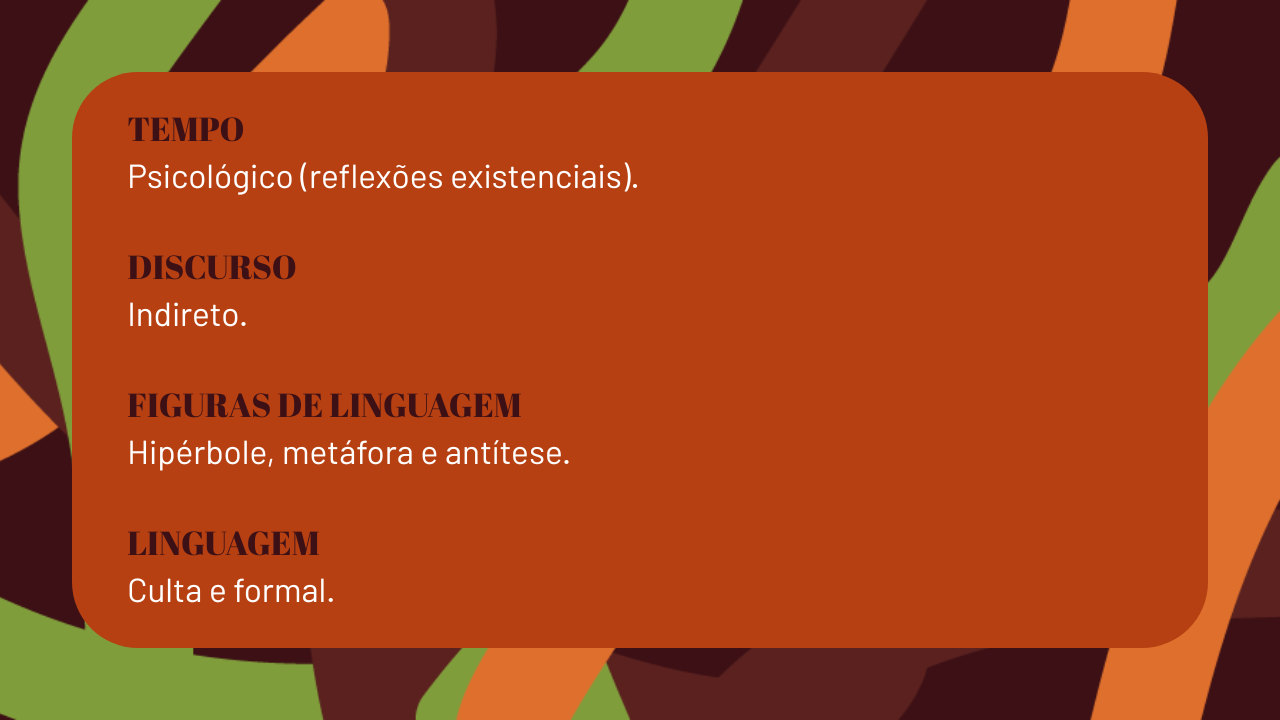 TEMPO
Psicológico (reflexões existenciais).
DISCURSO
Indireto.
FIGURAS DE LINGUAGEM
Hipérbole, metáfora e antítese.
LINGUAGEM
Culta e formal.